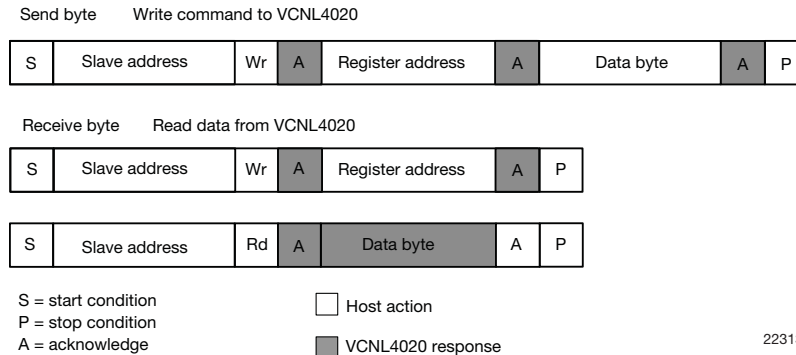 Send byte Write command to VCNL4020
S Slave address Wr A Register address A Data byte A P
Receive byte Read data from VCNL4020
S Slave address Wr A Register address A P
S Slave address Rd A Data byte A P
S = start condition
P = stop condition
A = acknowledge
Host action
VCNL4020 response